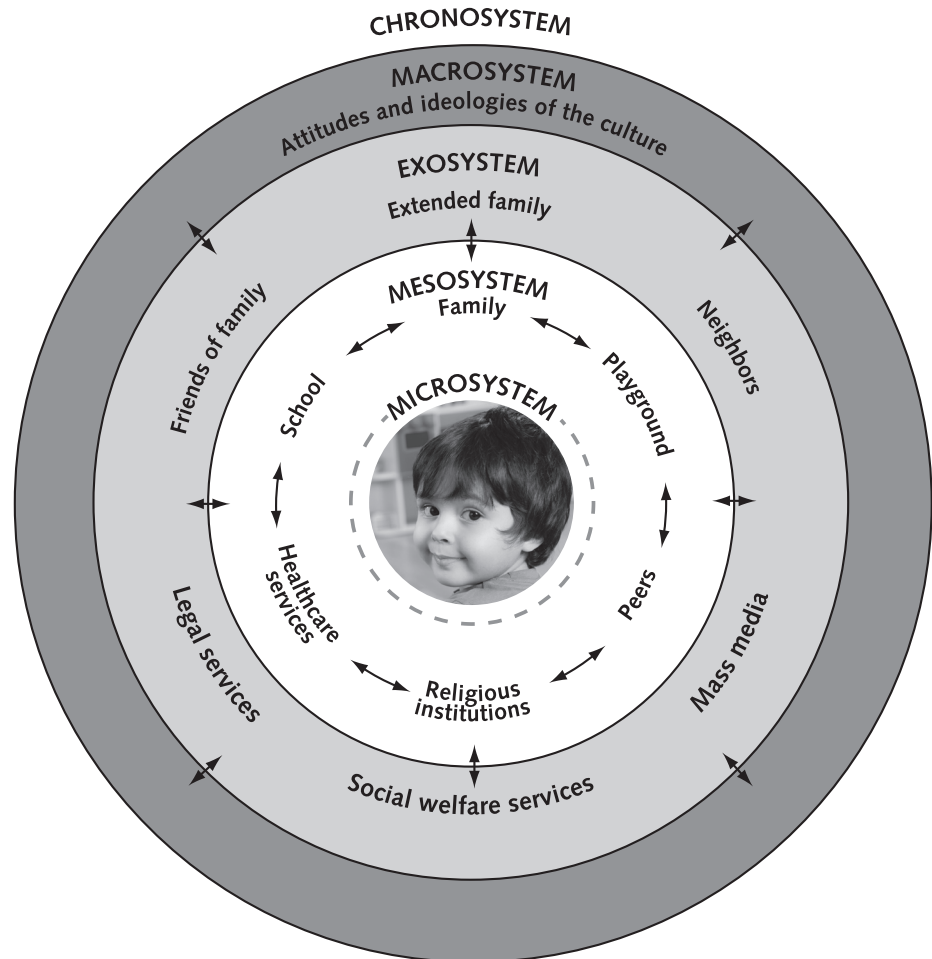 CHRONOSYSTEM
MACROSYSTEM
Attitudes and ideologies of the culture
EXOSYSTEM
Extended family
MESOSYSTEM
Family
Friends of family
Neighbors
School
Playground
MICROSYSTEM
Healthcare
services
Peers
Legal services
Mass media
Religious
institutions
Social welfare services